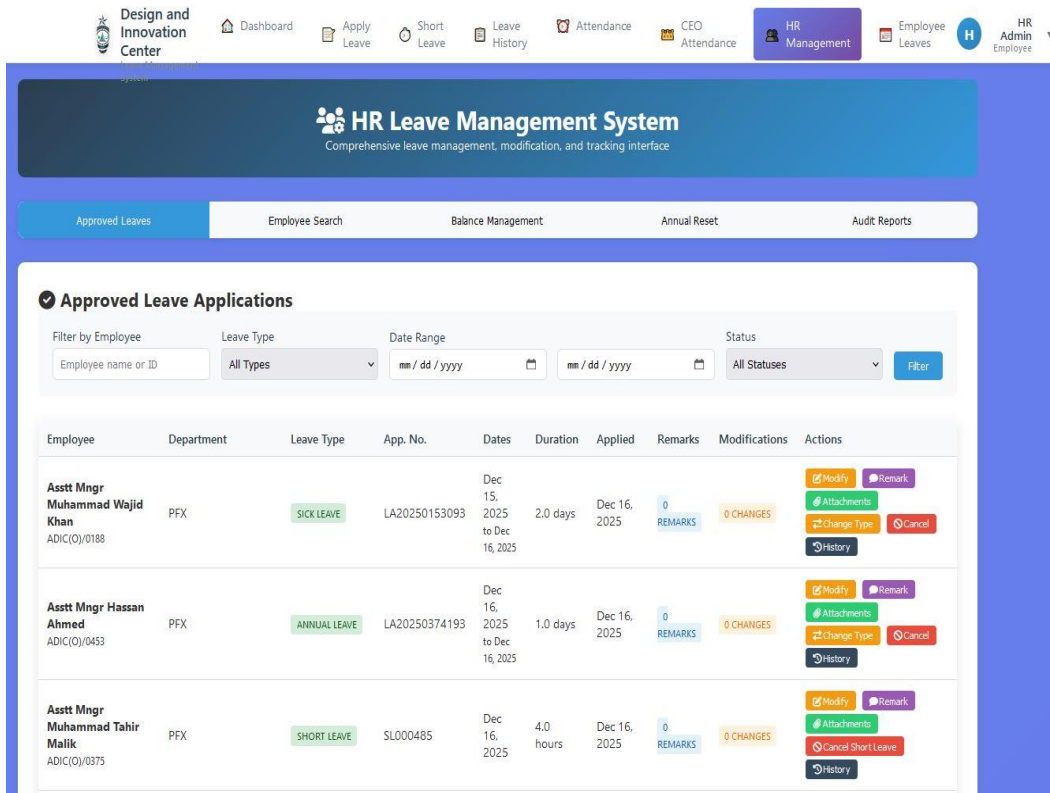 Design and
Innovation
Center
System
Dashboard
Apply
Leave
Short
Leave
Leave
History
Attendance
CEO
Attendance
HR
Management
Employee
Leaves
H
HR
Admin
Employee
HR Leave Management System
Comprehensive leave management, modification, and tracking interface
Approved Leaves
Employee Search
Balance Management
Annual Reset
Audit Reports
Approved Leave Applications
Filter by Employee
Leave Type
Date Range
Status
Employee name or ID
All Types
mm / dd / yyyy
mm / dd / yyyy
All Statuses
Filter
Employee
Department
Leave Type
App. No.
Dates
Duration
Applied
Remarks
Modifications
Actions
Asstt Mngr
Muhammad Wajid
Khan
ADIC(O)/0188
PFX
SICK LEAVE
LA20250153093
Dec
15,
2025
to Dec
16, 2025
2.0 days
Dec 16,
2025
0
REMARKS
0 CHANGES
Modify
Remark
Attachments
Change Type
Cancel
History
Asstt Mngr Hassan
Ahmed
ADIC(O)/0453
PFX
ANNUAL LEAVE
LA20250374193
Dec
16,
2025
to Dec
16, 2025
1.0 days
Dec 16,
2025
0
REMARKS
0 CHANGES
Modify
Remark
Attachments
Change Type
Cancel
History
Asstt Mngr
Muhammad Tahir
Malik
ADIC(O)/0375
PFX
SHORT LEAVE
SL000485
Dec
16,
2025
4.0
hours
Dec 16,
2025
0
REMARKS
0 CHANGES
Modify
Remark
Attachments
Cancel Short Leave
History